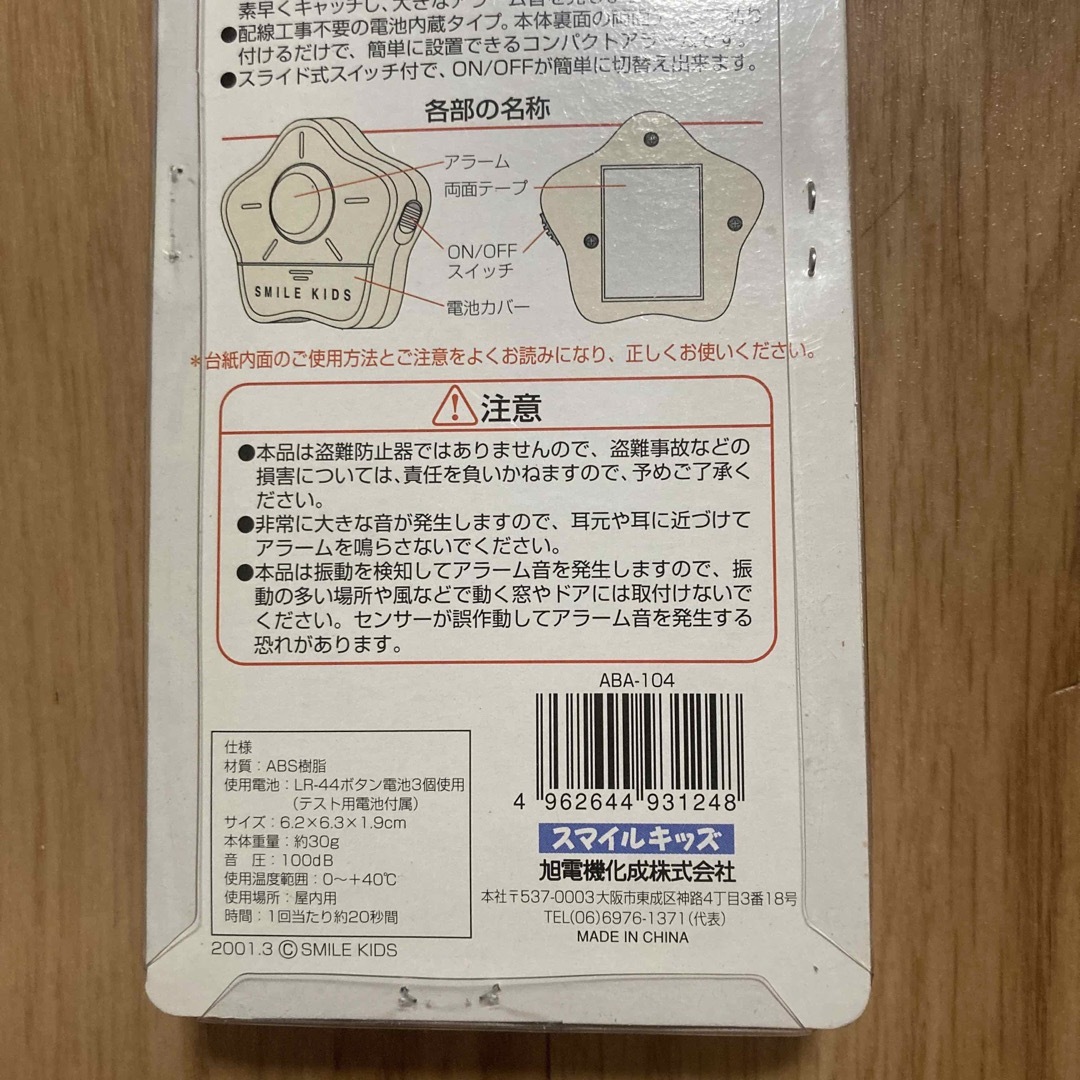 素早くキャッチし、大きなアラーム音を発し
●配線工事不要の電池内蔵タイプ。本体裏面の両面
付けるだけで、簡単に設置できるコンパクトアラームです。
●スライド式スイッチ付で、ON/OFFが簡単に切替え出来ます。
各部の名称
アラーム
両面テープ
ON/OFF
スイッチ
電池カバー
SMILE KIDS
*台紙内面のご使用方法とご注意をよくお読みになり、正しくお使いください。
注意
●本品は盗難防止器ではありませんので、盗難事故などの
損害については、責任を負いかねますので、予めご了承く
ださい。
●非常に大きな音が発生しますので、耳元や耳に近づけて
アラームを鳴らさないでください。
●本品は振動を検知してアラーム音を発生しますので、振
動の多い場所や風などで動く窓やドアには取付けないで
ください。センサーが誤作動してアラーム音を発生する
恐れがあります。
ABA-104
4 962644 931248
スマイルキッズ
旭電機化成株式会社
本社〒537-0003大阪市東成区神路4丁目3番18号
TEL(06)6976-1371(代表)
MADE IN CHINA
仕様
材質：ABS樹脂
使用電池：LR-44ボタン電池3個使用
(テスト用電池付属)
サイズ：6.2×6.3×1.9cm
本体重量：約30g
音 圧：100dB
使用温度範囲：0〜+40℃
使用場所：屋内用
時間：1回当たり約20秒間
2001.3 ©SMILE KIDS